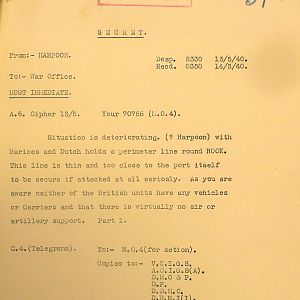 S E C R E T.
From:- HARPOON.
Desp. 2330 13/5/40.
Recd. 0350 14/5/40.
To:- War Office.
MOST IMMEDIATE.
A.6. Cipher 13/5. Your 70756 (M.O.4).
Situation is deteriorating. (? Harpoon) with
Marines and Dutch holds a perimeter line round HOOK.
This line is thin and too close to the port itself
to be secure if attacked at all seriously. As you are
aware neither of the British units have any vehicles
or Carriers and that there is virtually no air or
artillery support. Part 1.
C.4.(Telegrams). To:- M.O.4(for action).
Copies to:- V.C.I.G.S.
A.C.I.G.S(A).
D.M.O & P.
D.P.
D.D.M.O.
D.D.M.I(I).